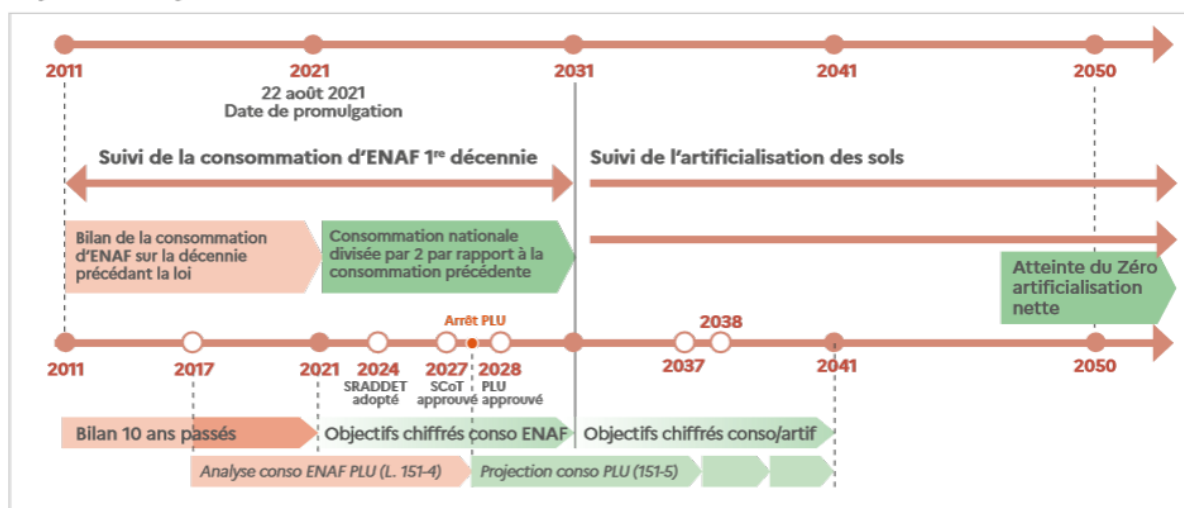 2011
2021
2031
2041
2050
22 août 2021
Date de promulgation
Suivi de la consommation d'ENAF 1re décennie
Suivi de l'artificialisation des sols
Bilan de la consommation
d'ENAF sur la décennie
précédant la loi
Consommation nationale
divisée par 2 par rapport à la
consommation précédente
Atteinte du Zéro
artificialisation
nette
Arrêt PLU
2038
2011
2017
2021
2024
2027
2028
2037
2041
2050
SRADDET
adopté
SCoT
approuvé
PLU
approuvé
Bilan 10 ans passés
Objectifs chiffrés conso ENAF
Objectifs chiffrés conso/artif
Analyse conso ENAF PLU (L. 151-4)
Projection conso PLU (151-5)